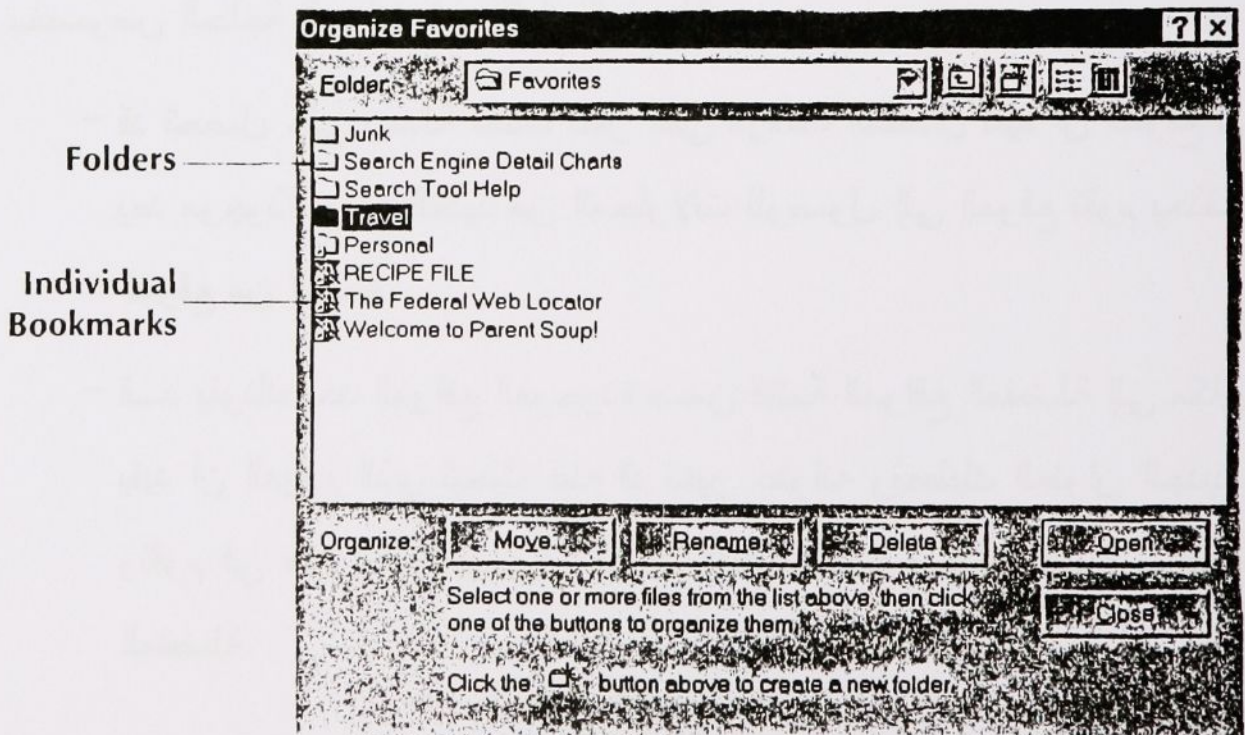 Organize Favorites
Folder: Favorites
Junk
Folders
Search Engine Detail Charts
Search Tool Help
Travel
Personal
RECIPE FILE
Individual
Bookmarks
The Federal Web Locator
Welcome to Parent Soup!
Organize: Move... Rename Delete Open
Select one or more files from the list above, then click
one of the buttons to organize them.
Close
Click the button above to create a new folder.